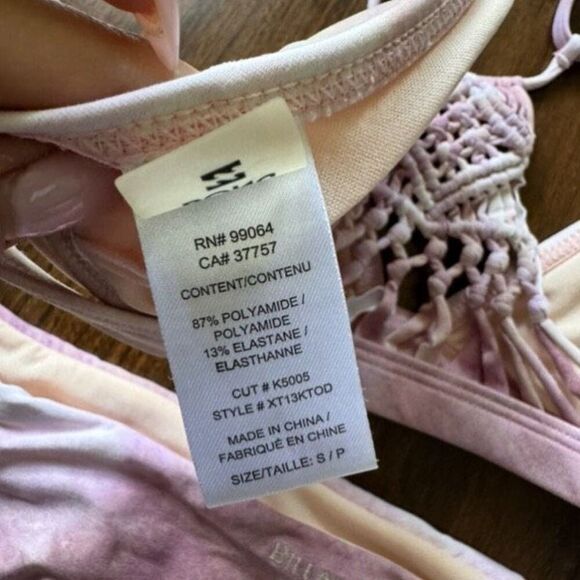 RN# 99064
CA# 37757
CONTENT/CONTENU
87% POLYAMIDE /
POLYAMIDE
13% ELASTANE /
ELASTHANNE
CUT # K5005
STYLE # XT13KTOD
MADE IN CHINA /
FABRIQUÉ EN CHINE
SIZE/TAILLE: S / P